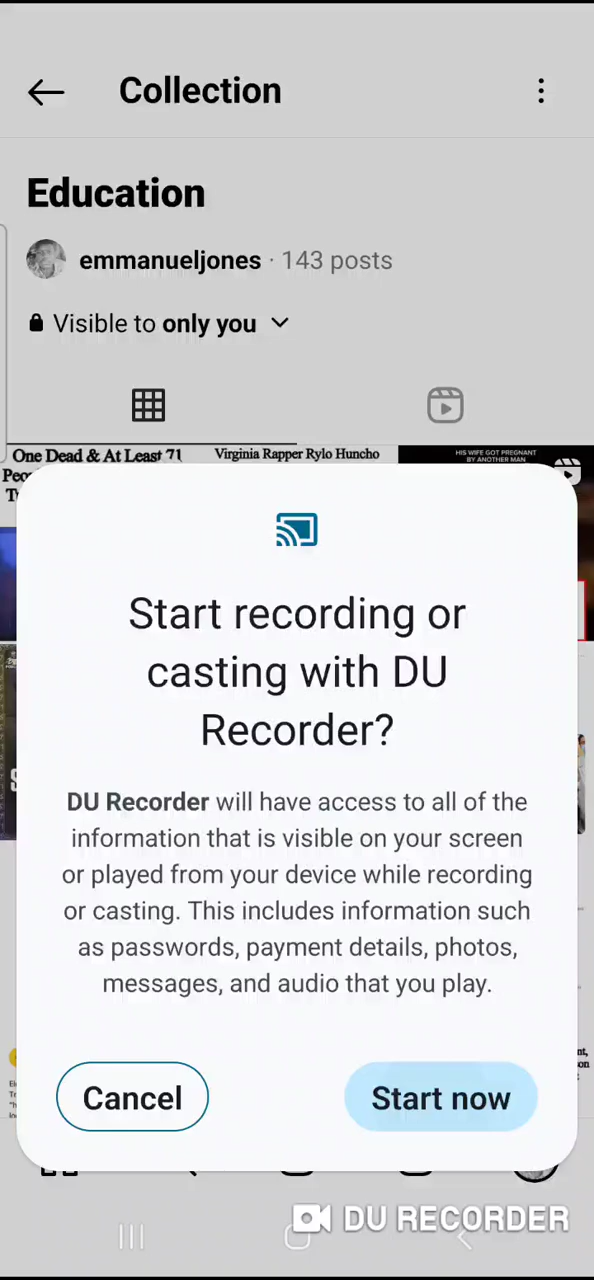 Collection
Education
emmanueljones · 143 posts
Visible to only you
One Dead & At Least 71
Virginia Rapper Rylo Huncho
HIS WIFE GOT PREGNANT
BY ANOTHER MAN
Start recording or
casting with DU
Recorder?
DU Recorder will have access to all of the
information that is visible on your screen
or played from your device while recording
or casting. This includes information such
as passwords, payment details, photos,
messages, and audio that you play.
Cancel
Start now
DU RECORDER